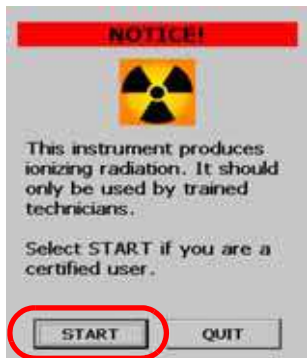 NOTICE!
This instrument produces
ionizing radiation. It should
only be used by trained
technicians.
Select START if you are a
certified user.
START QUIT